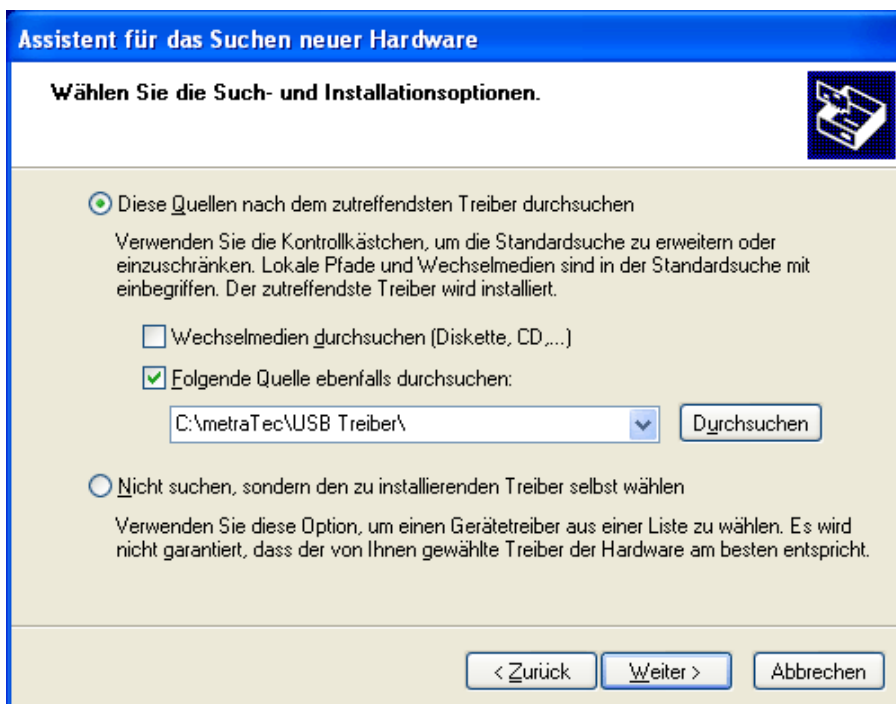 Assistent für das Suchen neuer Hardware
Wählen Sie die Such- und Installationsoptionen.
Diese Quellen nach dem zutreffendsten Treiber durchsuchen
Verwenden Sie die Kontrollkästchen, um die Standardsuche zu erweitern oder
einzuschränken. Lokale Pfade und Wechselmedien sind in der Standardsuche mit
einbegriffen. Der zutreffendste Treiber wird installiert.
Wechselmedien durchsuchen (Diskette, CD,...)
Folgende Quelle ebenfalls durchsuchen:
C:\metraTec\USB Treiber\
Durchsuchen
Nicht suchen, sondern den zu installierenden Treiber selbst wählen
Verwenden Sie diese Option, um einen Gerätetreiber aus einer Liste zu wählen. Es wird
nicht garantiert, dass der von Ihnen gewählte Treiber der Hardware am besten entspricht.
< Zurück
Weiter >
Abbrechen